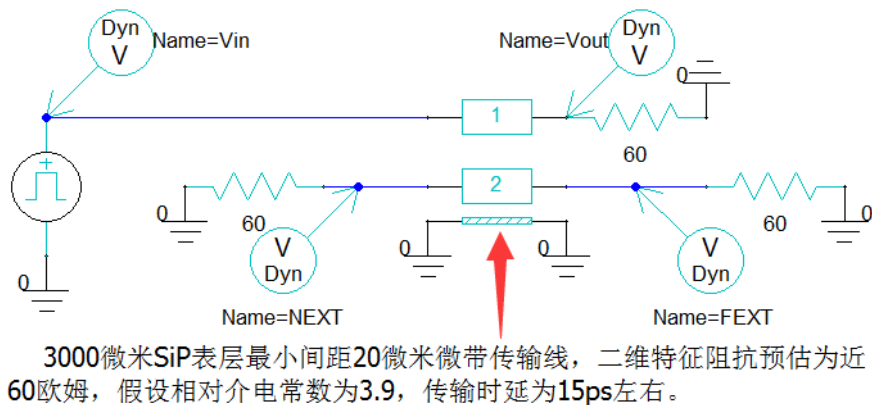 Dyn
V
Name=Vin
Name=Vout
Dyn
V
0
1
60
+
2
0
60
0
0
60
0
V
Dyn
V
Dyn
0
Name=NEXT
Name=FEXT
3000微米SiP表层最小间距20微米微带传输线，二维特征阻抗预估为近
60欧姆，假设相对介电常数为3.9，传输时延为15ps左右。